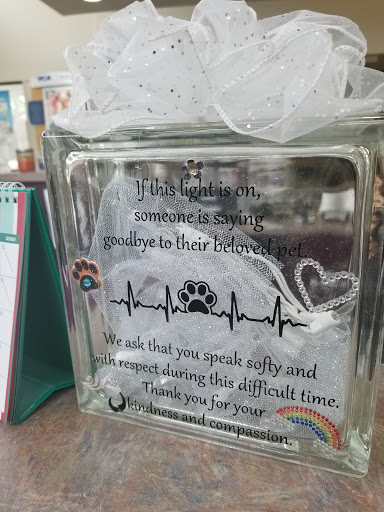 If this light is on,
someone is saying
goodbye to their beloved pet.
We ask that you speak softly and
with respect during this difficult time.
Thank you for your
kindness and compassion.